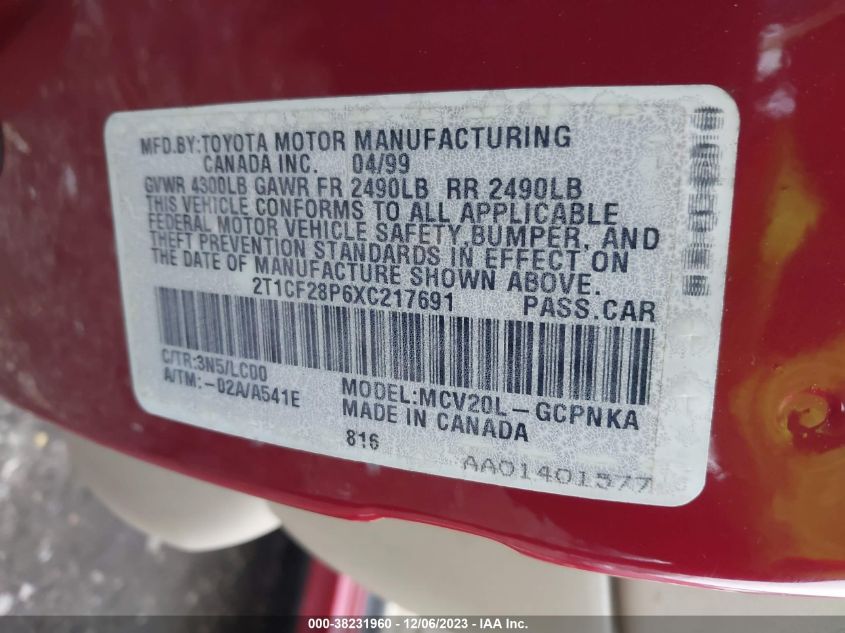 MFD.BY:TOYOTA MOTOR MANUFACTURING
CANADA INC. 04/99
GVWR 4300LB GAWR FR 2490LB RR 2490LB
THIS VEHICLE CONFORMS TO ALL APPLICABLE
FEDERAL MOTOR VEHICLE SAFETY,BUMPER, AND
THEFT PREVENTION STANDARDS IN EFFECT ON
THE DATE OF MANUFACTURE SHOWN ABOVE.
2T1CF28P6XC217691 PASS.CAR
C/TR:3N5/LC00
A/TM:-02A/A541E
MODEL:MCV20L-GCPNKA
MADE IN CANADA
816
AA01401577
000-38231960 - 12/06/2023 - IAA Inc.